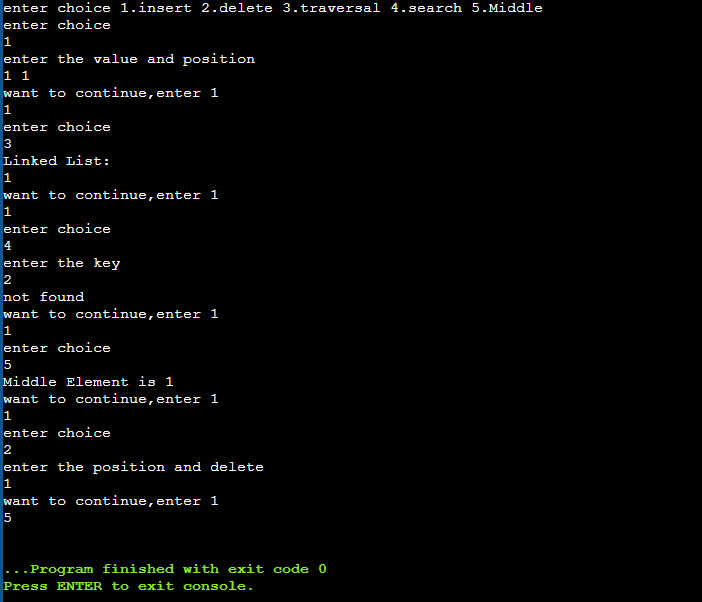 enter choice 1.insert 2.delete 3.traversal 4.search 5.Middle
enter choice
1
enter the value and position
1 1
want to continue,enter 1
1
enter choice
3
Linked List:
1
want to continue,enter 1
1
enter choice
4
enter the key
2
not found
want to continue,enter 1
1
enter choice
5
Middle Element is 1
want to continue,enter 1
1
enter choice
2
enter the position and delete
1
want to continue,enter 1
5
...Program finished with exit code 0
Press ENTER to exit console.